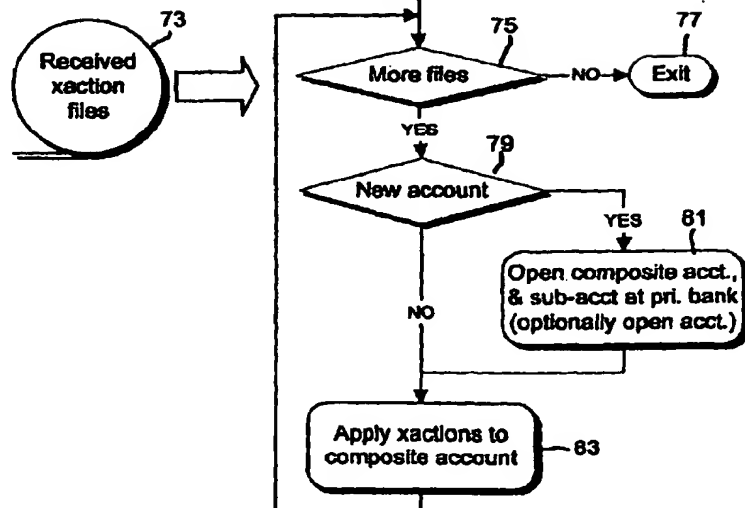 73
Received
xaction
files
75
More files
NO
77
Exit
YES
79
New account
YES
81
Open composite acct.,
& sub-acct at pri. bank
(optionally open acct.)
NO
Apply xactions to
composite account
83